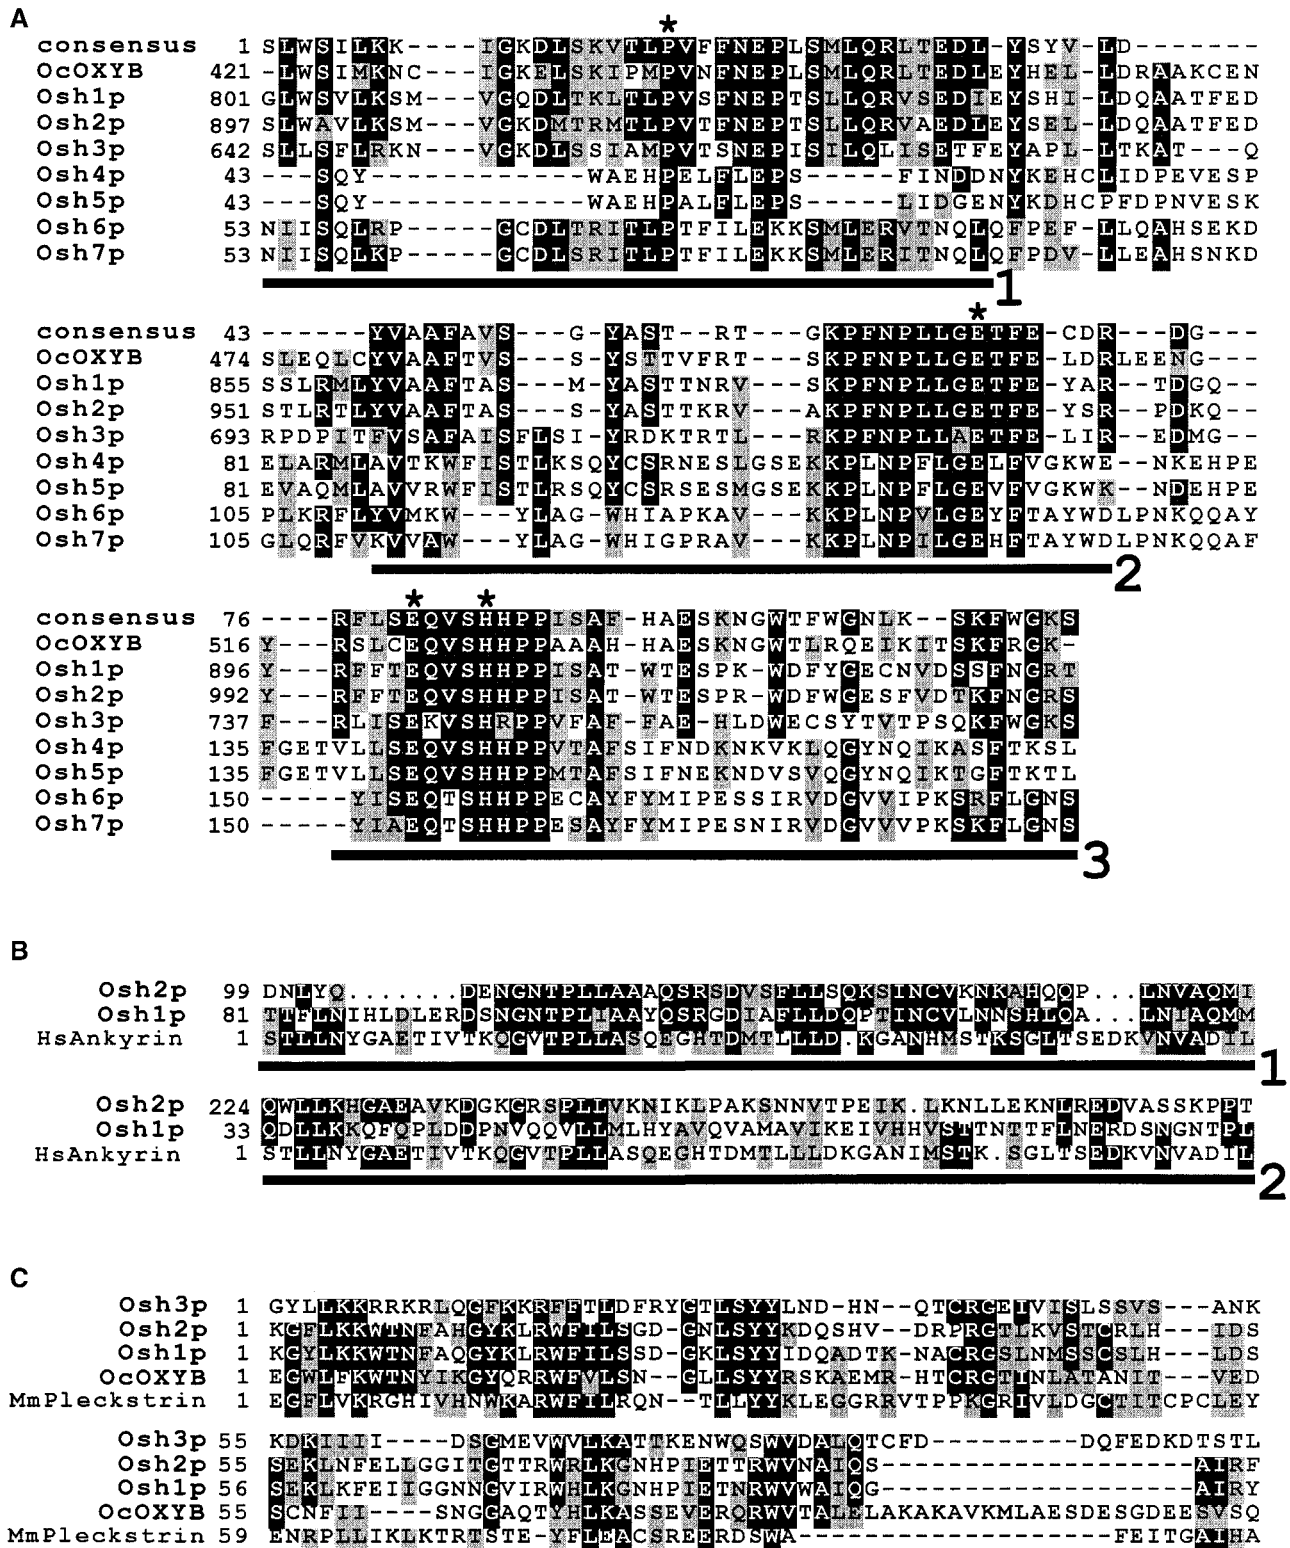 A
*
consensus 1 SLWSILKK----IGKDLSKVTLPVFFNEPLSMLQRLTEDL-YSYV-LD-------
OcOXYB 421 -LWSIMKNC---IGKELSKIPMPVNFNEPLSMLQRLTEDLEYHEL-LDRAAKCEN
Osh1p 801 GLWSVLKSM---VGQDLTKLTLPVSFNEPTSLLQRVSEDIEYSHI-LDQAATFED
Osh2p 897 SLWAVLKSM---VGKDMTRMTLPVTFNEPTSLLQRVAEDLEYSEL-LDQAATFED
Osh3p 642 SLLSFLRKN---VGKDLSSIAMPVTSNEPISILQLISETFEYAPL-LTKAT---Q
Osh4p 43 ---SQY------------WAEHPELFLEPS-----FINDDNYKEHCLIDPEVESP
Osh5p 43 ---SQY------------WAEHPALFLEPS-----LIDGENYKDHCPFDPNVESK
Osh6p 53 NIISQLRP-----GCDLTRITLPTFILEKKSMLERVTNQLQFPEF-LLQAHSEKD
Osh7p 53 NIISQLKP-----GCDLSRITLPTFILEKKSMLERITNQLQFPDV-LLEAHSNKD
1
*
consensus 43 ------YVAAFAVS---G-YAST--RT---GKPFNPLLGETFE-CDR---DG---
OcOXYB 474 SLEQLCYVAAFTVS---S-YSTTVFRT---SKPFNPLLGETFE-LDRLEENG---
Osh1p 855 SSLRMLYVAAFTAS---M-YASTTNRV---SKPFNPLLGETFE-YAR--TDGQ--
Osh2p 951 STLRTLYVAAFTAS---S-YASTTKRV---AKPFNPLLGETFE-YSR--PDKQ--
Osh3p 693 RPDPITFVSAFAISFLSI-YRDKTRTL---RKPFNPLLAETFE-LIR--EDMG--
Osh4p 81 ELARMLAVTKWFISTLKSQYCSRNESLGSEKKPLNPFLGELFVGKWE--NKEHPE
Osh5p 81 EVAQMLAVVRWFISTLRSQYCSRSESMGSEKKPLNPFLGEVFVGKWK--NDEHPE
Osh6p 105 PLKRFLYVMKW---YLAG-WHIAPKAV---KKPLNPVLGEYFTAYWDLPNKQQAY
Osh7p 105 GLQRFVKVVAW---YLAG-WHIGPRAV---KKPLNPILGEHFTAYWDLPNKQQAF
2
* *
consensus 76 ----RFLSEQVSHHPPISAF-HAESKNGWTFWGNLK--SKFWGKS
OcOXYB 516 Y---RSLCEQVSHHPPAAAH-HAESKNGWTLRQEIKITSKFRGK-
Osh1p 896 Y---RFFTEQVSHHPPISAT-WTESPK-WDFYGECNVDSSFNGRT
Osh2p 992 Y---RFFTEQVSHHPPISAT-WTESPR-WDFWGESFVDTKFNGRS
Osh3p 737 F---RLISEKVSHRPPVFAF-FAE-HLDWECSYTVTPSQKFWGKS
Osh4p 135 FGETVLLSEQVSHHPPVTAFSIFNDKNKVKLQGYNQIKASFTKSL
Osh5p 135 FGETVLLSEQVSHHPPMTAFSIFNEKNDVSVQGYNQIKTGFTKTL
Osh6p 150 -----YISEQTSHHPPECAYFYMIPESSIRVDGVVIPKSRFLGNS
Osh7p 150 -----YIAEQTSHHPPESAYFYMIPESNIRVDGVVVPKSKFLGNS
3
B
Osh2p 99 DNLYQ.......DENGNTPLLAAAQSRSDVSFLLSQKSINCVKNKAHQQP...LNVAQMI
Osh1p 81 TTFLNIHLDLERDSNGNTPLIAAYQSRGDIAFLLDQPTINCVLNNSHLQA...LNIAQMM
HsAnkyrin 1 STLLNYGAETIVTKQGVTPLLASQEGHTDMTLLLD.KGANHMSTKSGLTSEDKVNVADIL
1
Osh2p 224 QWLLKHGAEAVKDGKGRSPLLVKNIKLPAKSNNVTPEIK.LKNLLEKNLREDVASSKPPT
Osh1p 33 QDLLKKQFQPLDDPNVQQVLLMLHYAVQVAMAVIKEIVHHVSTTNTTFLNERDSNGNTPL
HsAnkyrin 1 STLLNYGAETIVTKQGVTPLLASQEGHTDMTLLLDKGANIMSTK.SGLTSEDKVNVADIL
2
C
Osh3p 1 GYLLKKRRKRLQGFKKRFFTLDFRYGTLSYYLND-HN--QTCRGEIVISLSSVS---ANK
Osh2p 1 KGFLKKWTNFAHGYKLRWFILSGD-GNLSYYKDQSHV--DRPRGTLKVSTCRLH---IDS
Osh1p 1 KGYLKKWTNFAQGYKLRWFILSSD-GKLSYYIDQADTK-NACRGSLNMSSCSLH---LDS
OcOXYB 1 EGWLFKWTNYIKGYQRRWFVLSN--GLLSYYRSKAEMR-HTCRGTINLATANIT---VED
MmPleckstrin 1 EGFLVKRGHIVHNWKARWFILRQN--TLLYYKLEGGRRVTPPKGRIVLDGCTITCPCLEY
Osh3p 55 KDKIIII----DSGMEVWVLKATTKENWQSWVDALQTCFD---------DQFEDKDTSTL
Osh2p 55 SEKLNFELLGGITGTTRWRLKGNHPIETTRWVNAIQS-------------------AIRF
Osh1p 56 SEKLKFEIIGGNNGVIRWHLKGNHPIETNRWVWAIQG-------------------AIRY
OcOXYB 55 SCNFII----SNGGAQTYHLKASSEVERQRWVTALELAKAKAVKMLAESDESGDEESVSQ
MmPleckstrin 59 ENRPLLIKLKTRTSTE-YFLEACSREERDSWA------------------FEITGAIHA